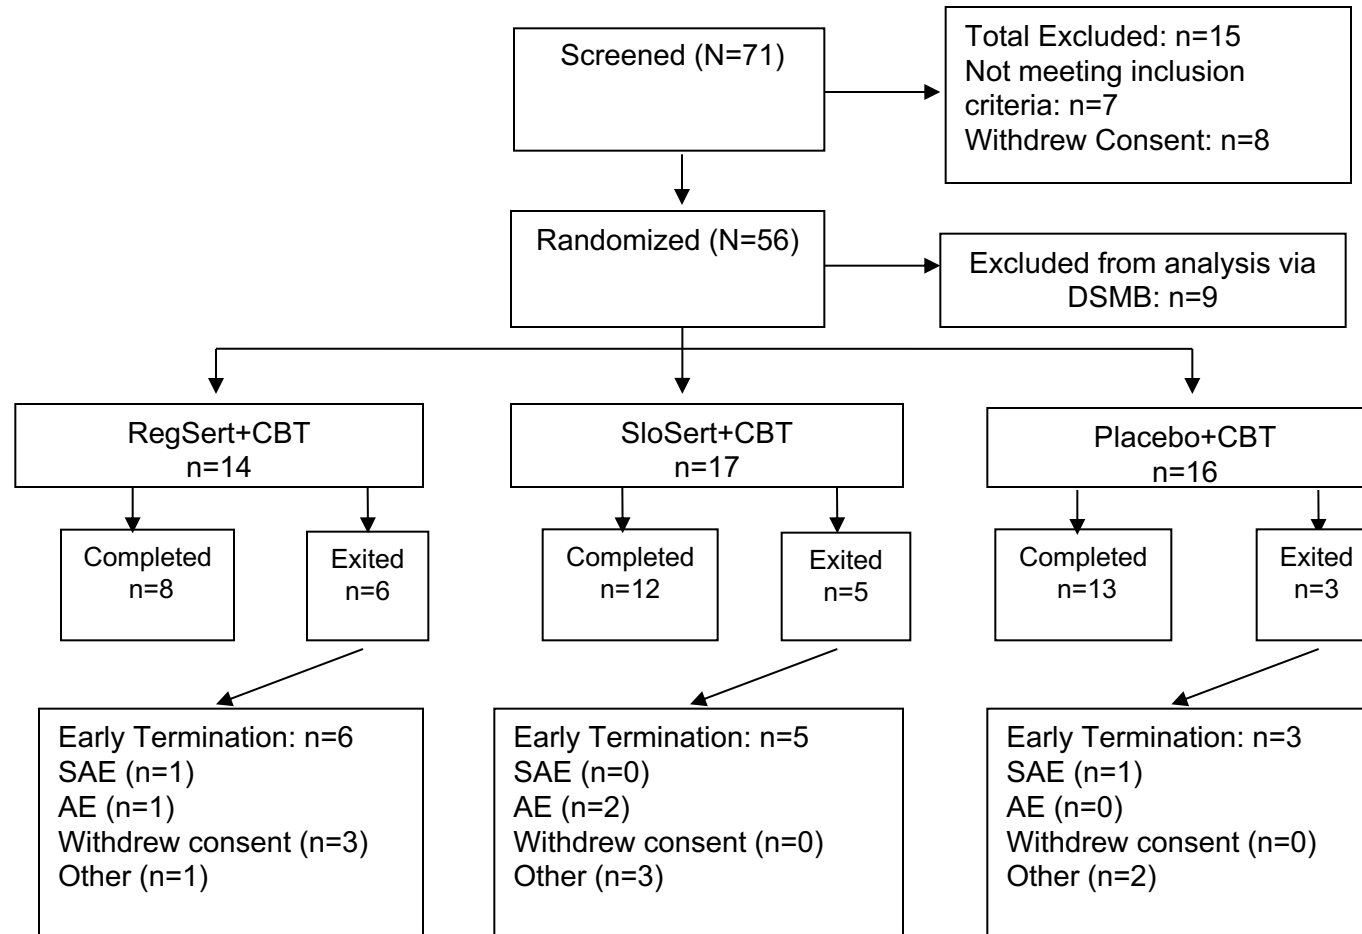 Screened (N=71)
Total Excluded: n=15
Not meeting inclusion
criteria: n=7
Withdrew Consent: n=8
Randomized (N=56)
Excluded from analysis via
DSMB: n=9
RegSert+CBT
n=14
SloSert+CBT
n=17
Placebo+CBT
n=16
Completed
n=8
Exited
n=6
Completed
n=12
Exited
n=5
Completed
n=13
Exited
n=3
Early Termination: n=6
SAE (n=1)
AE (n=1)
Withdrew consent (n=3)
Other (n=1)
Early Termination: n=5
SAE (n=0)
AE (n=2)
Withdrew consent (n=0)
Other (n=3)
Early Termination: n=3
SAE (n=1)
AE (n=0)
Withdrew consent (n=0)
Other (n=2)